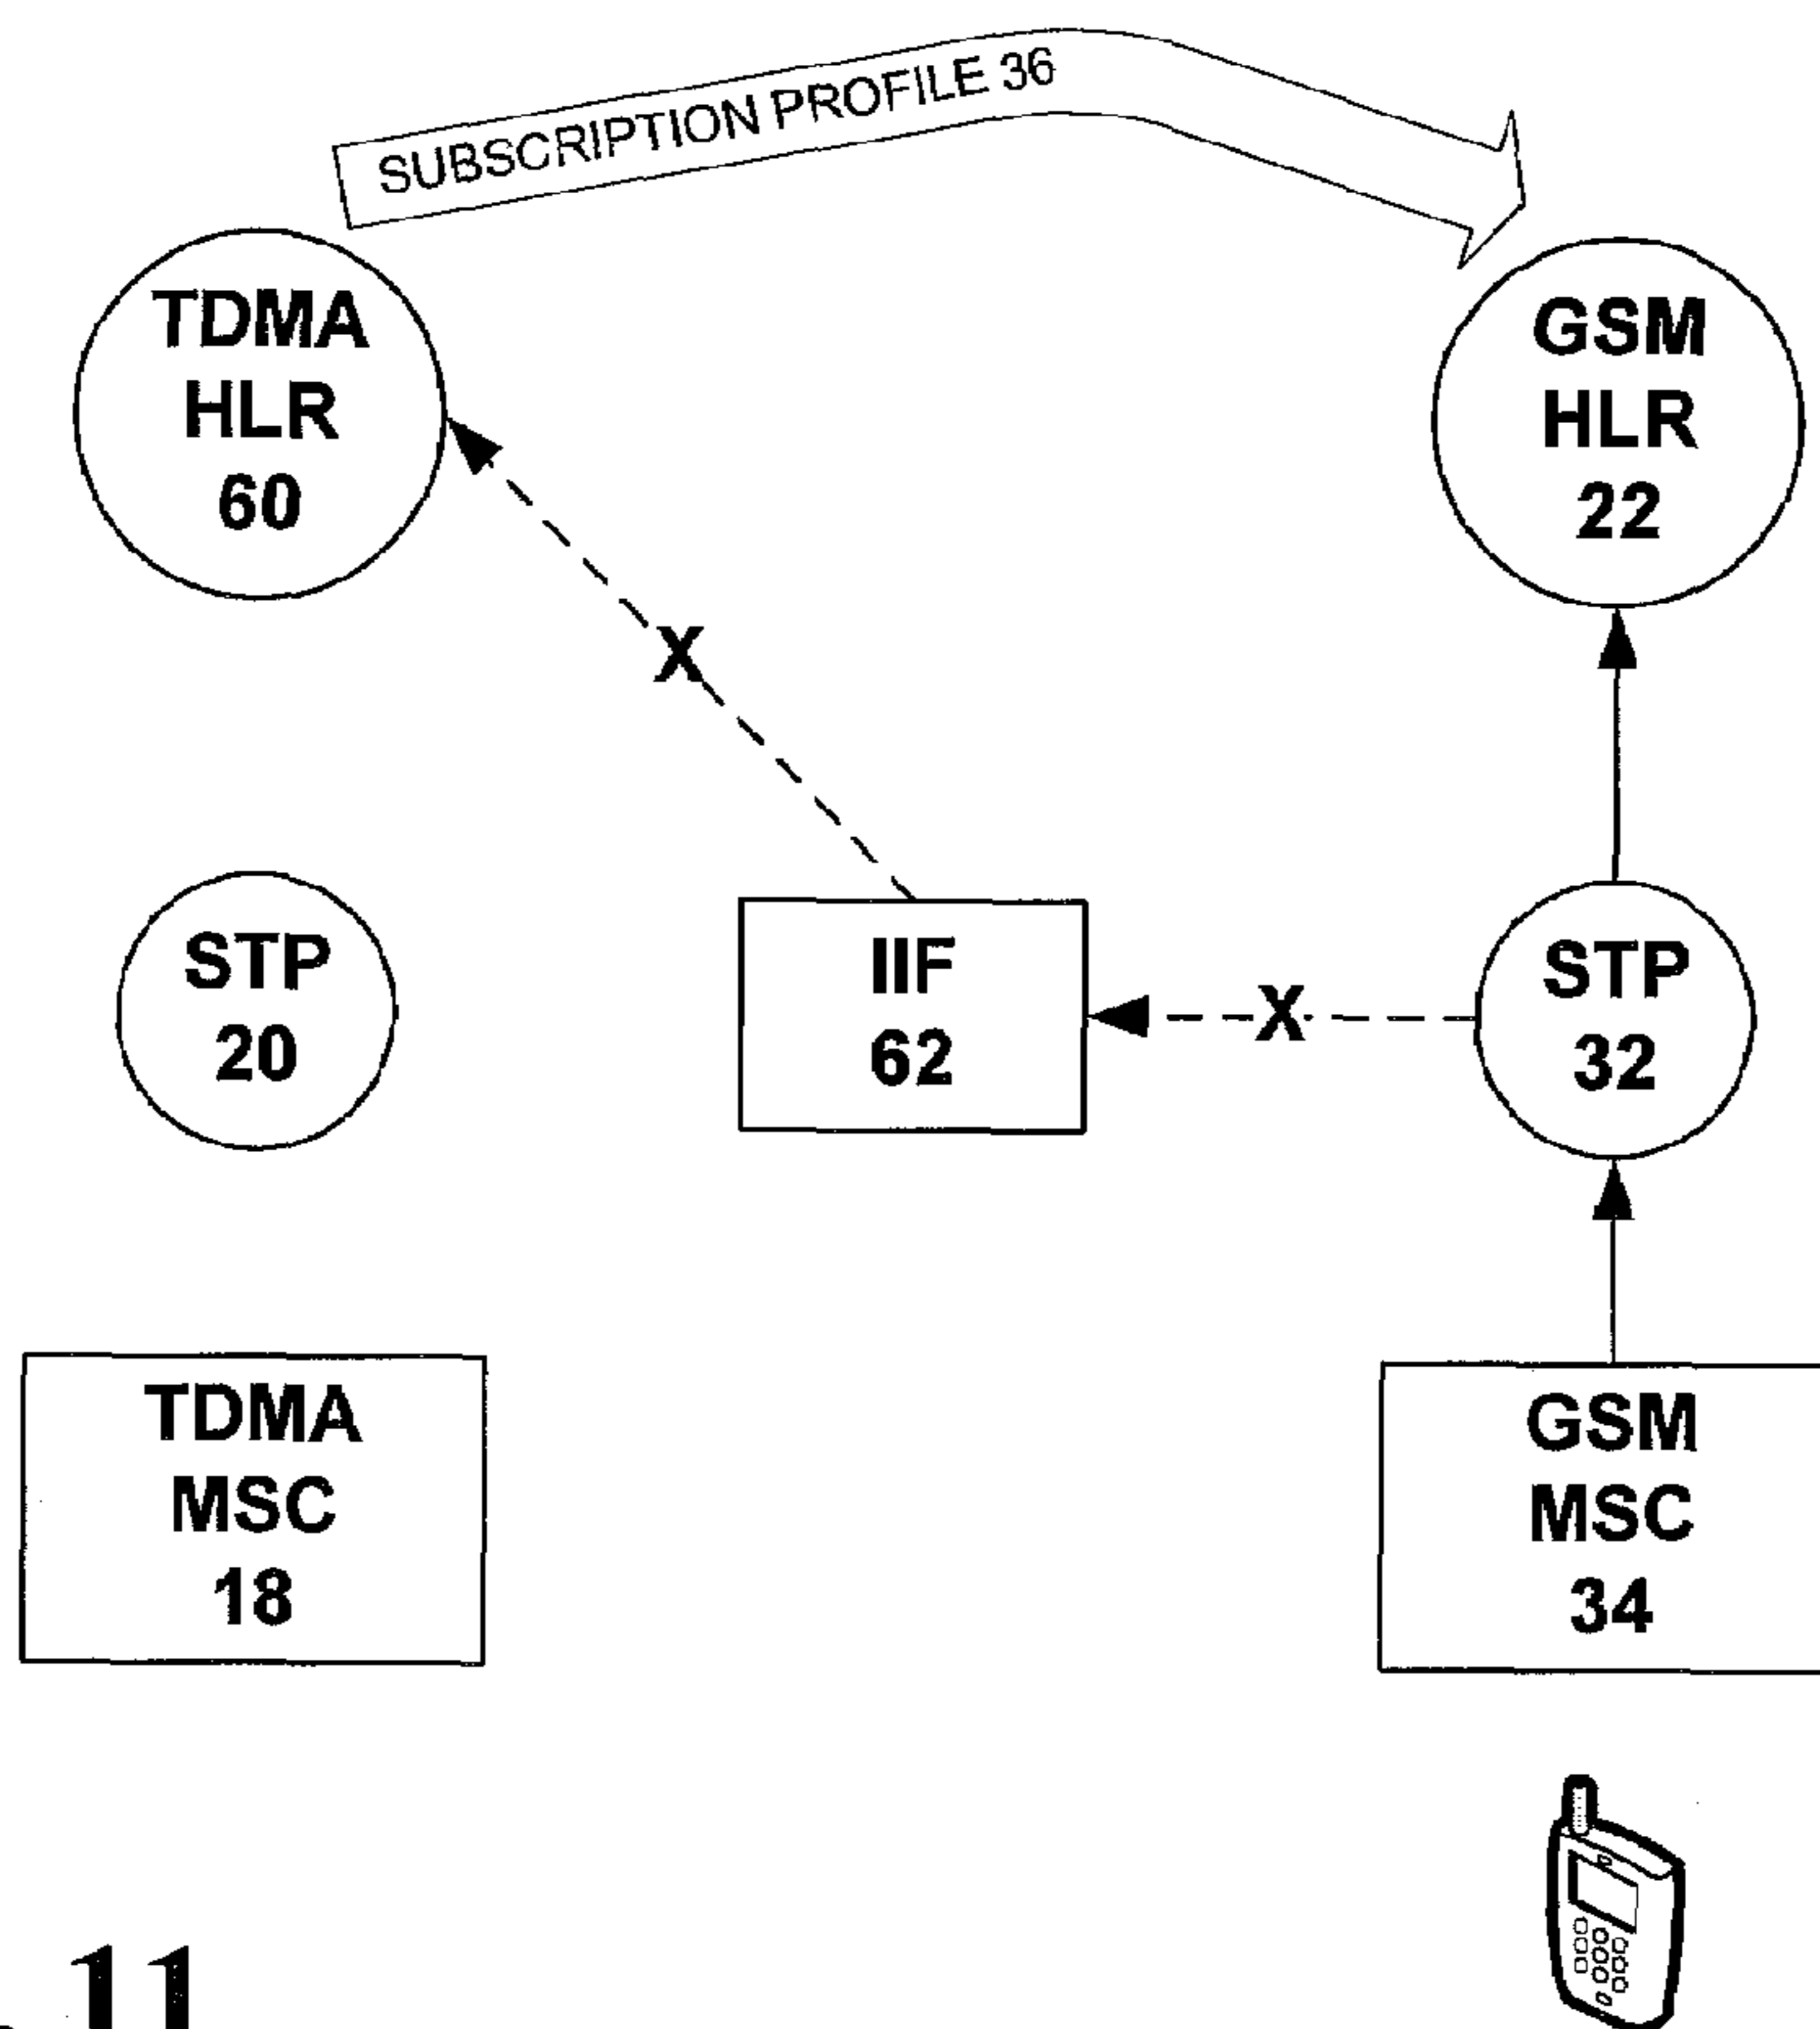 SUBSCRIPTION PROFILE 36
TDMA
HLR
60
GSM
HLR
22
X
STP
20
IIF
62
X
STP
32
TDMA
MSC
18
GSM
MSC
34
11